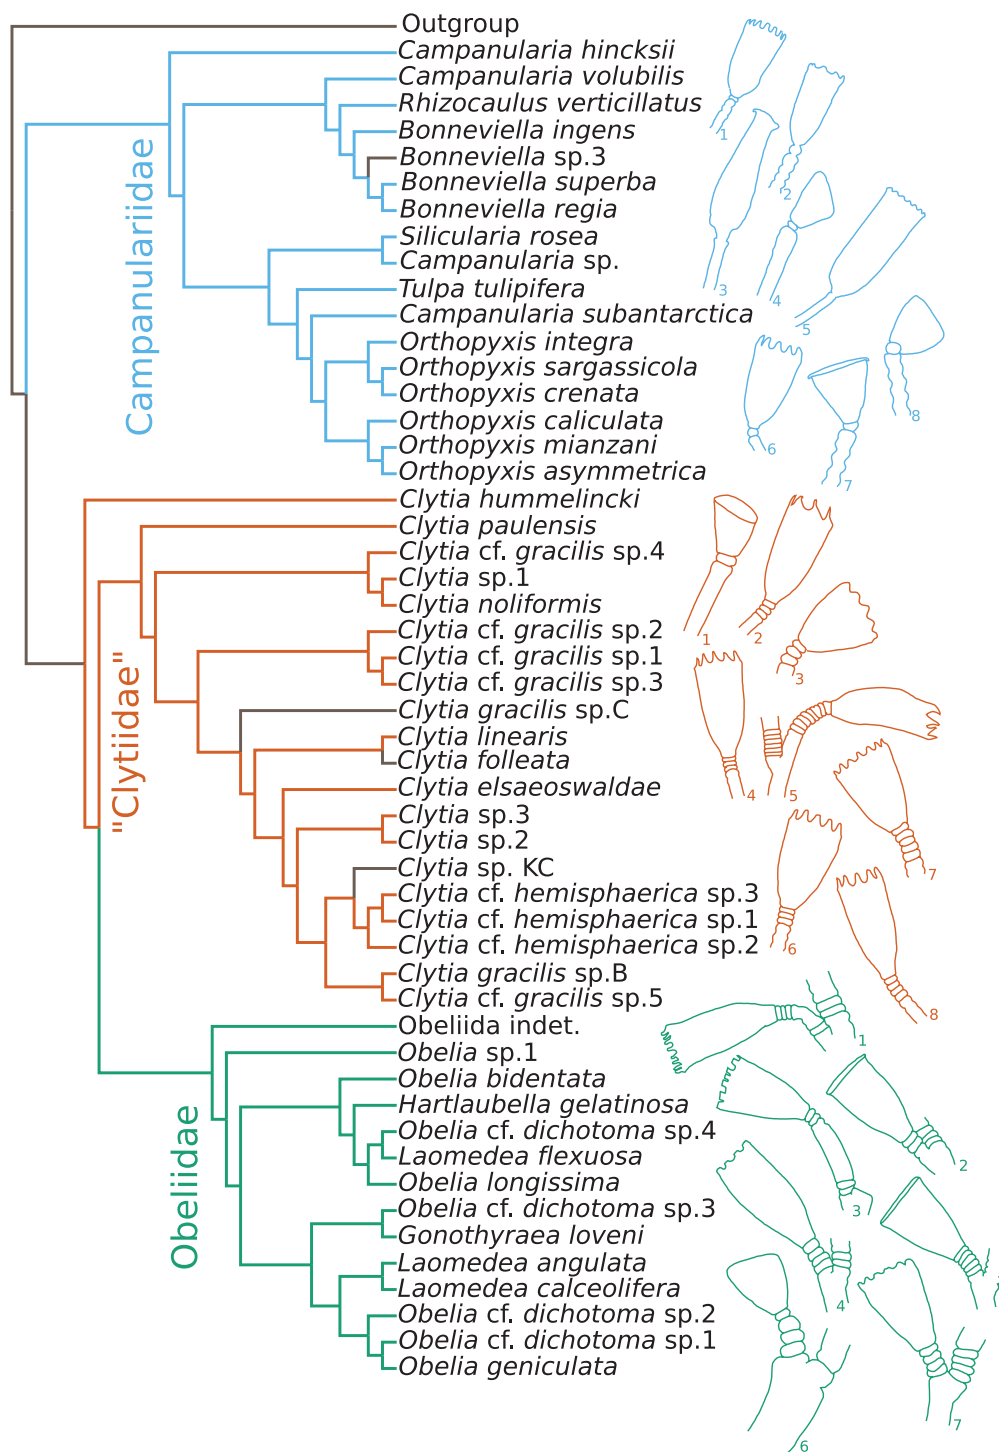 Outgroup
Campanularia hincksii
Campanularia volubilis
Rhizocaulus verticillatus
Bonneviella ingens
Bonneviella sp.3
Bonneviella superba
Bonneviella regia
Silicularia rosea
Campanularia sp.
Tulpa tulipifera
Campanularia subantarctica
Orthopyxis integra
Orthopyxis sargassicola
Orthopyxis crenata
Orthopyxis caliculata
Orthopyxis mianzani
Orthopyxis asymmetrica
Campanulariidae
1
2
3
4
5
6
7
8
Clytia hummelincki
Clytia paulensis
Clytia cf. gracilis sp.4
Clytia sp.1
Clytia noliformis
Clytia cf. gracilis sp.2
Clytia cf. gracilis sp.1
Clytia cf. gracilis sp.3
Clytia gracilis sp.C
Clytia linearis
Clytia folleata
Clytia elsaeoswaldae
Clytia sp.3
Clytia sp.2
Clytia sp. KC
Clytia cf. hemisphaerica sp.3
Clytia cf. hemisphaerica sp.1
Clytia cf. hemisphaerica sp.2
Clytia gracilis sp.B
Clytia cf. gracilis sp.5
"Clytiidae"
1
2
3
4
5
6
7
8
Obeliida indet.
Obelia sp.1
Obelia bidentata
Hartlaubella gelatinosa
Obelia cf. dichotoma sp.4
Laomedea flexuosa
Obelia longissima
Obelia cf. dichotoma sp.3
Gonothyraea loveni
Laomedea angulata
Laomedea calceolifera
Obelia cf. dichotoma sp.2
Obelia cf. dichotoma sp.1
Obelia geniculata
Obeliidae
1
2
3
4
6
7